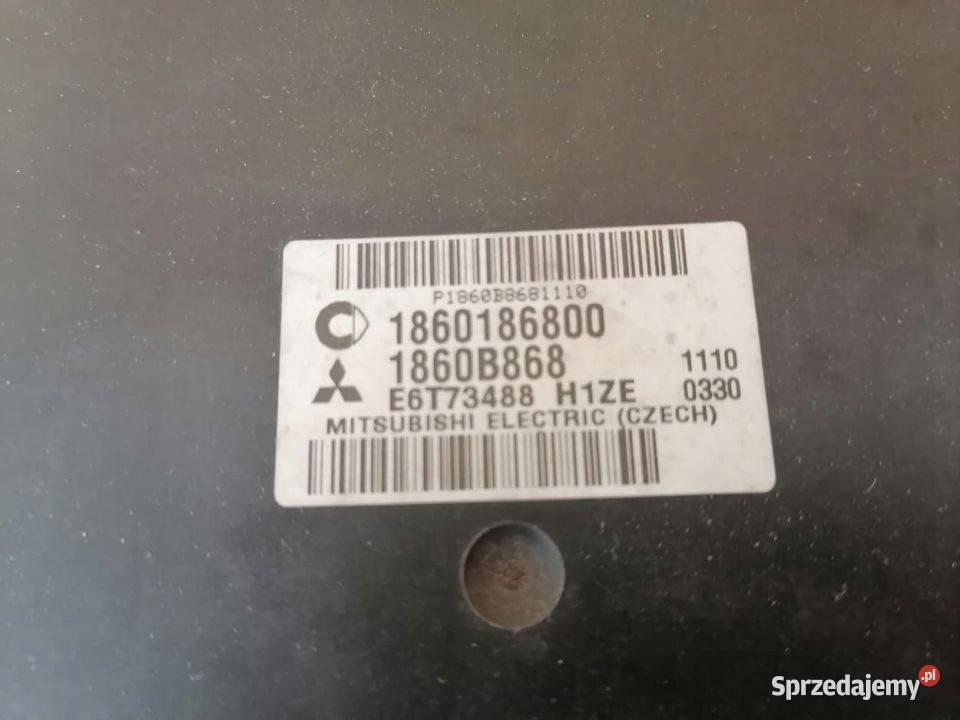 P1860B8681110
1860186800
1860B868 1110
E6T73488 H1ZE 0330
MITSUBISHI ELECTRIC (CZECH)
Sprzedajemy.pl